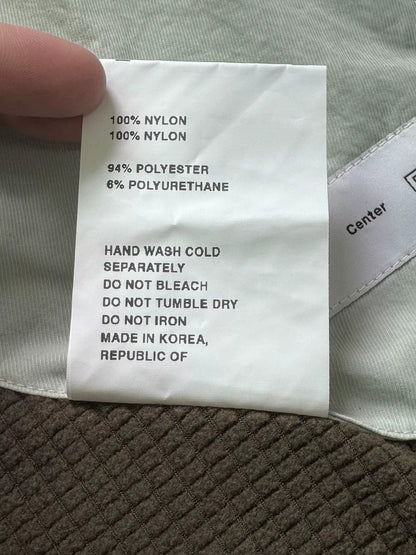 100% NYLON
100% NYLON
94% POLYESTER
6% POLYURETHANE
HAND WASH COLD
SEPARATELY
DO NOT BLEACH
DO NOT TUMBLE DRY
DO NOT IRON
MADE IN KOREA,
REPUBLIC OF
Center